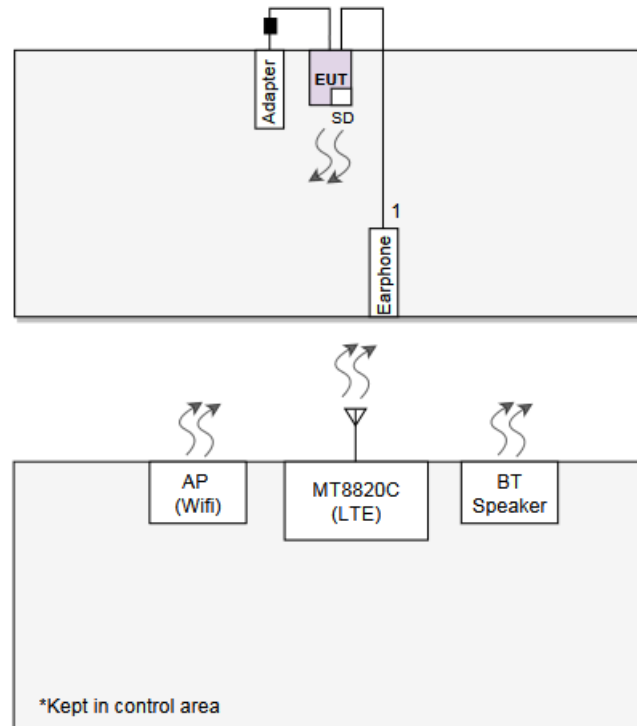 Adapter
EUT
SD
1
Earphone
AP
(Wifi)
MT8820C
(LTE)
BT
Speaker
*Kept in control area